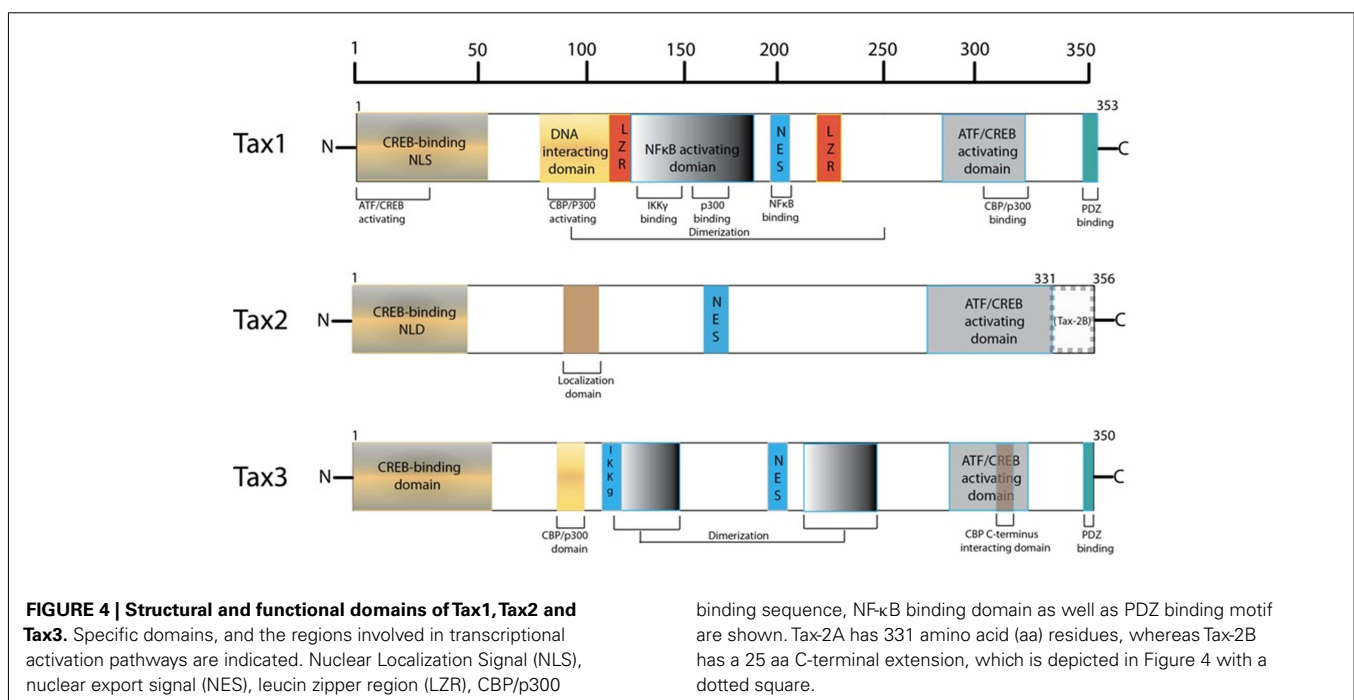 1 50 100 150 200 250 300 350
1 353
Tax1
N
CREB-binding
NLS
DNA
interacting
domain
L
Z
R
NFκB activating
domian
N
E
S
L
Z
R
ATF/CREB
activating
domain
C
ATF/CREB
activating
CBP/P300
activating
IKKγ
binding
p300
binding
NFκB
binding
CBP/p300
binding
PDZ
binding
Dimerization
1 331 356
Tax2
N
CREB-binding
NLD
N
E
S
ATF/CREB
activating
domain
(Tax-2B)
C
Localization
domain
1 350
Tax3
N
CREB-binding
domain
I
K
K
g
N
E
S
ATF/CREB
activating
domain
C
CBP/p300
domain
Dimerization
CBP C-terminus
interacting domain
PDZ
binding
FIGURE 4 | Structural and functional domains of Tax1, Tax2 and
Tax3. Specific domains, and the regions involved in transcriptional
activation pathways are indicated. Nuclear Localization Signal (NLS),
nuclear export signal (NES), leucin zipper region (LZR), CBP/p300
binding sequence, NF-κB binding domain as well as PDZ binding motif
are shown. Tax-2A has 331 amino acid (aa) residues, whereas Tax-2B
has a 25 aa C-terminal extension, which is depicted in Figure 4 with a
dotted square.